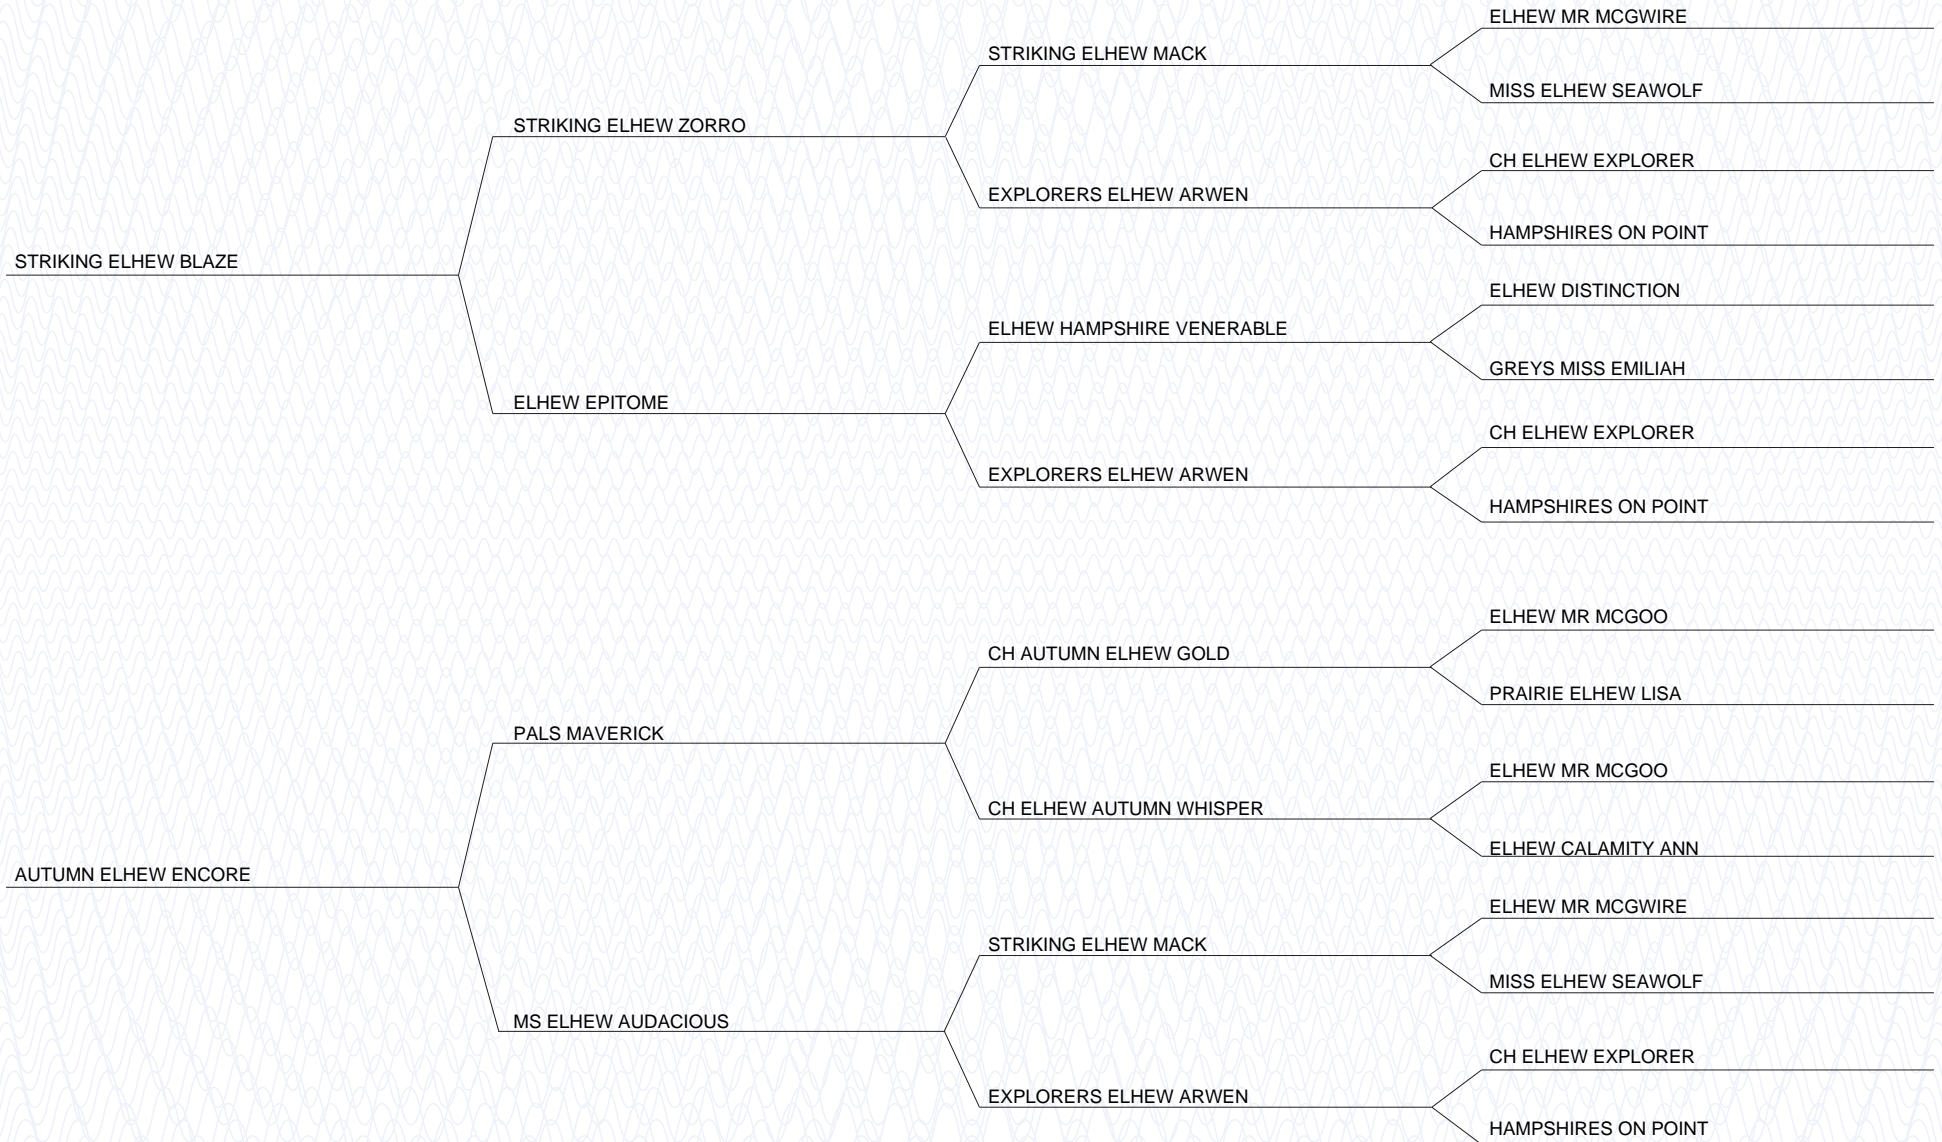 ELHEW MR MCGWIRE
STRIKING ELHEW MACK
MISS ELHEW SEAWOLF
STRIKING ELHEW ZORRO
CH ELHEW EXPLORER
EXPLORERS ELHEW ARWEN
HAMPSHIRES ON POINT
STRIKING ELHEW BLAZE
ELHEW DISTINCTION
ELHEW HAMPSHIRE VENERABLE
GREYS MISS EMILIAH
ELHEW EPITOME
CH ELHEW EXPLORER
EXPLORERS ELHEW ARWEN
HAMPSHIRES ON POINT
ELHEW MR MCGOO
CH AUTUMN ELHEW GOLD
PRAIRIE ELHEW LISA
PALS MAVERICK
ELHEW MR MCGOO
CH ELHEW AUTUMN WHISPER
ELHEW CALAMITY ANN
AUTUMN ELHEW ENCORE
ELHEW MR MCGWIRE
STRIKING ELHEW MACK
MISS ELHEW SEAWOLF
MS ELHEW AUDACIOUS
CH ELHEW EXPLORER
EXPLORERS ELHEW ARWEN
HAMPSHIRES ON POINT